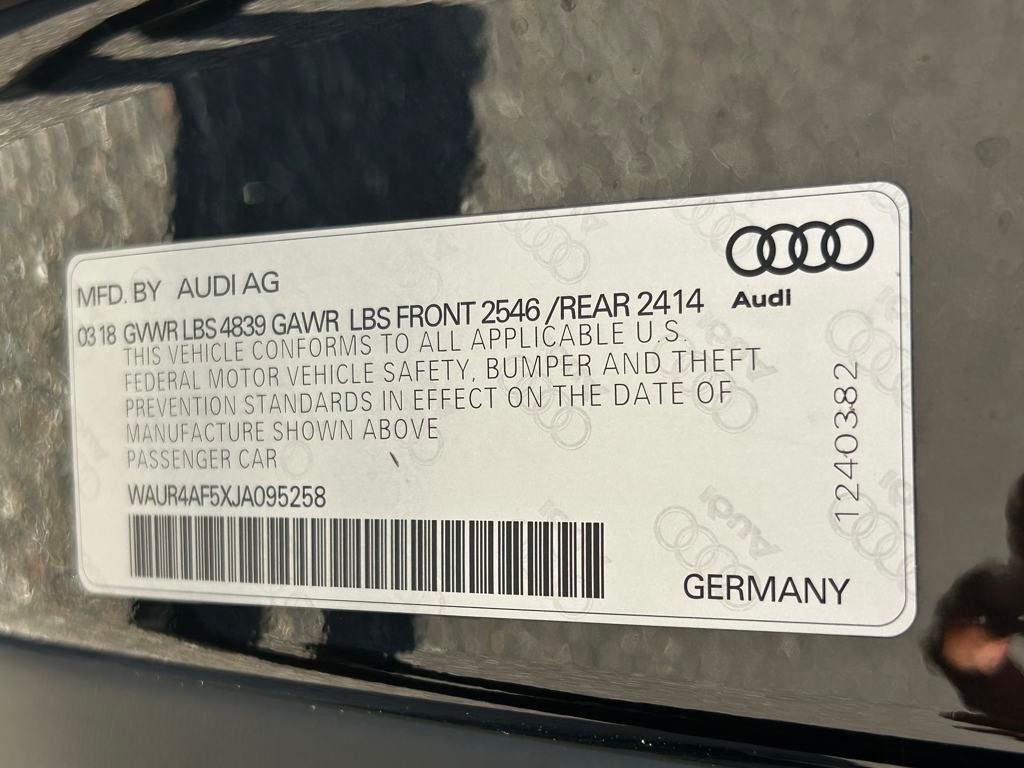 MFD. BY AUDI AG
Audi
0318 GVWR LBS 4839 GAWR LBS FRONT 2546 /REAR 2414
THIS VEHICLE CONFORMS TO ALL APPLICABLE U.S.
FEDERAL MOTOR VEHICLE SAFETY, BUMPER AND THEFT
PREVENTION STANDARDS IN EFFECT ON THE DATE OF
MANUFACTURE SHOWN ABOVE
PASSENGER CAR
WAUR4AF5XJA095258
1240382
GERMANY